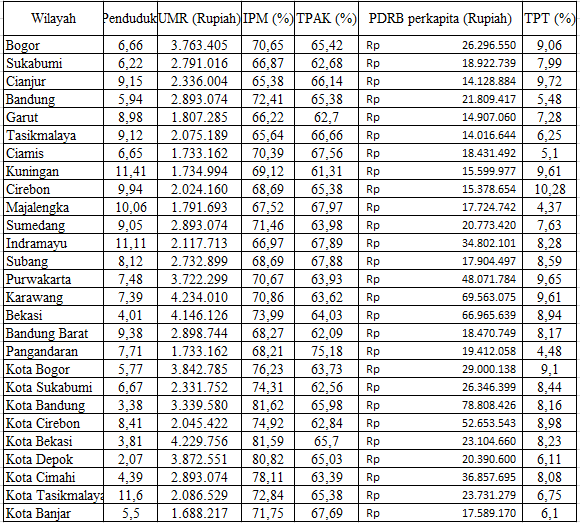 Wilayah Penduduk UMR (Rupiah) IPM (%) TPAK (%) PDRB perkapita (Rupiah) TPT (%)
Bogor 6,66 3.763.405 70,65 65,42 Rp 26.296.550 9,06
Sukabumi 6,22 2.791.016 66,87 62,68 Rp 18.922.739 7,99
Cianjur 9,15 2.336.004 65,38 66,14 Rp 14.128.884 9,72
Bandung 5,94 2.893.074 72,41 65,38 Rp 21.809.417 5,48
Garut 8,98 1.807.285 66,22 62,7 Rp 14.907.060 7,28
Tasikmalaya 9,12 2.075.189 65,64 66,66 Rp 14.016.644 6,25
Ciamis 6,65 1.733.162 70,39 67,56 Rp 18.431.492 5,1
Kuningan 11,41 1.734.994 69,12 61,31 Rp 15.599.977 9,61
Cirebon 9,94 2.024.160 68,69 65,38 Rp 15.378.654 10,28
Majalengka 10,06 1.791.693 67,52 67,97 Rp 17.724.742 4,37
Sumedang 9,05 2.893.074 71,46 63,98 Rp 20.773.420 7,63
Indramayu 11,11 2.117.713 66,97 67,89 Rp 34.802.101 8,28
Subang 8,12 2.732.899 68,69 67,88 Rp 17.904.497 8,59
Purwakarta 7,48 3.722.299 70,67 63,93 Rp 48.071.784 9,65
Karawang 7,39 4.234.010 70,86 63,62 Rp 69.563.075 9,61
Bekasi 4,01 4.146.126 73,99 64,03 Rp 66.965.639 8,94
Bandung Barat 9,38 2.898.744 68,27 62,09 Rp 18.470.749 8,17
Pangandaran 7,71 1.733.162 68,21 75,18 Rp 19.412.058 4,48
Kota Bogor 5,77 3.842.785 76,23 63,73 Rp 29.000.138 9,1
Kota Sukabumi 6,67 2.331.752 74,31 62,56 Rp 26.346.399 8,44
Kota Bandung 3,38 3.339.580 81,62 65,98 Rp 78.808.426 8,16
Kota Cirebon 8,41 2.045.422 74,92 62,84 Rp 52.653.543 8,98
Kota Bekasi 3,81 4.229.756 81,59 65,7 Rp 23.104.660 8,23
Kota Depok 2,07 3.872.551 80,82 65,03 Rp 20.390.600 6,11
Kota Cimahi 4,39 2.893.074 78,11 63,39 Rp 36.857.695 8,08
Kota Tasikmalaya 11,6 2.086.529 72,84 65,38 Rp 23.731.279 6,75
Kota Banjar 5,5 1.688.217 71,75 67,69 Rp 17.589.170 6,1